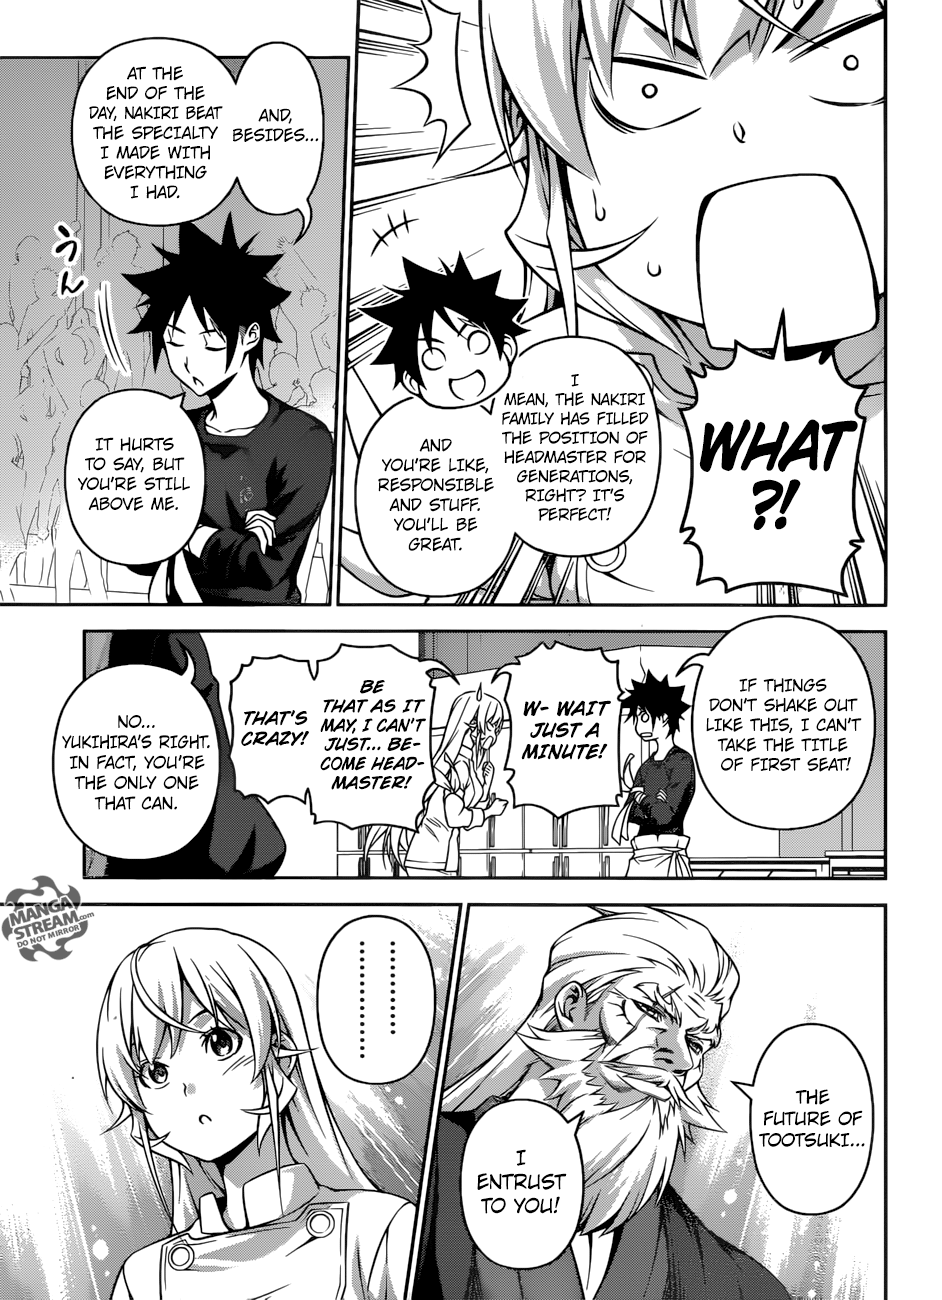 WHAT
?!
I
MEAN, THE NAKIRI
FAMILY HAS FILLED
THE POSITION OF
HEADMASTER FOR
GENERATIONS,
RIGHT? IT'S
PERFECT!
AND
YOU'RE LIKE,
RESPONSIBLE
AND STUFF.
YOU'LL BE
GREAT.
AND,
BESIDES...
AT THE
END OF THE
DAY, NAKIRI BEAT
THE SPECIALTY
I MADE WITH
EVERYTHING
I HAD.
うん
IT HURTS
TO SAY, BUT
YOU'RE STILL
ABOVE ME.
IF THINGS
DON'T SHAKE OUT
LIKE THIS, I CAN'T
TAKE THE TITLE
OF FIRST SEAT!
W- WAIT
JUST
A MINUTE!
BE
THAT AS IT
MAY, I CAN'T
JUST... BE-
COME HEAD-
MASTER!
THAT'S
CRAZY!
NO...
YUKIHIRA'S RIGHT.
IN FACT, YOU'RE
THE ONLY ONE
THAT CAN.
THE
FUTURE OF
TOOTSUKI...
I
ENTRUST
TO YOU!
..............
MANGA
STREAM.com
DO NOT MIRROR